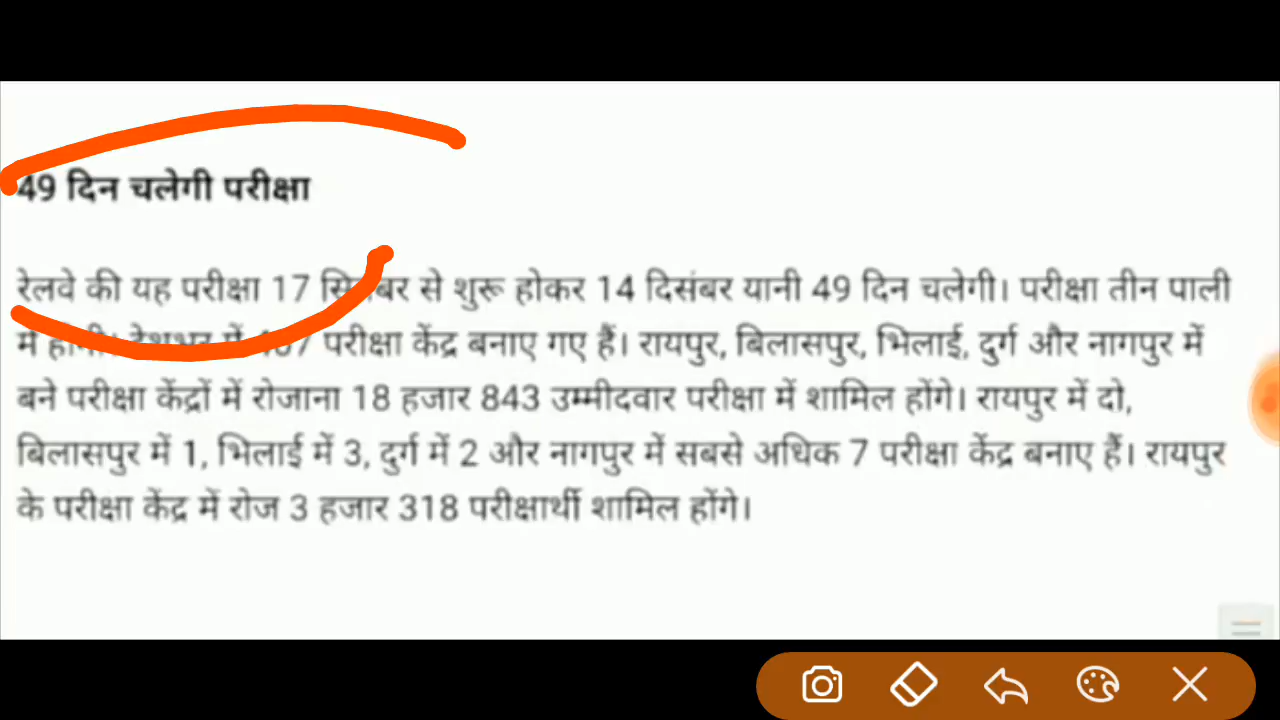 49 दिन चलेगी परीक्षा
रेलवे की यह परीक्षा 17 सितंबर से शुरू होकर 14 दिसंबर यानी 49 दिन चलेगी। परीक्षा तीन पाली
में होगी। देशभर में परीक्षा केंद्र बनाए गए हैं। रायपुर, बिलासपुर, भिलाई, दुर्ग और नागपुर में
बने परीक्षा केंद्रों में रोजाना 18 हजार 843 उम्मीदवार परीक्षा में शामिल होंगे। रायपुर में दो,
बिलासपुर में 1, भिलाई में 3, दुर्ग में 2 और नागपुर में सबसे अधिक 7 परीक्षा केंद्र बनाए हैं। रायपुर
के परीक्षा केंद्र में रोज 3 हजार 318 परीक्षार्थी शामिल होंगे।